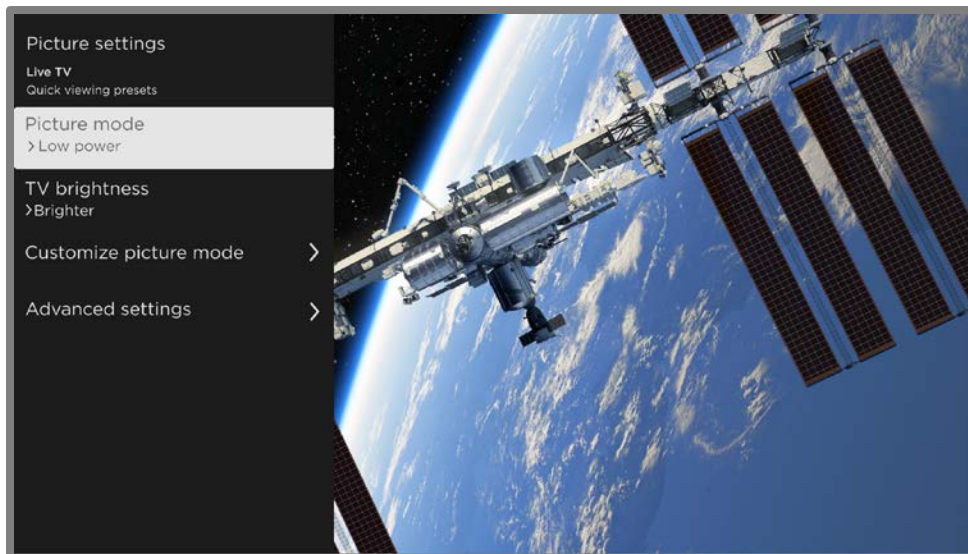 Picture settings
Live TV
Quick viewing presets
Picture mode
>Low power
TV brightness
>Brighter
Customize picture mode >
Advanced settings >